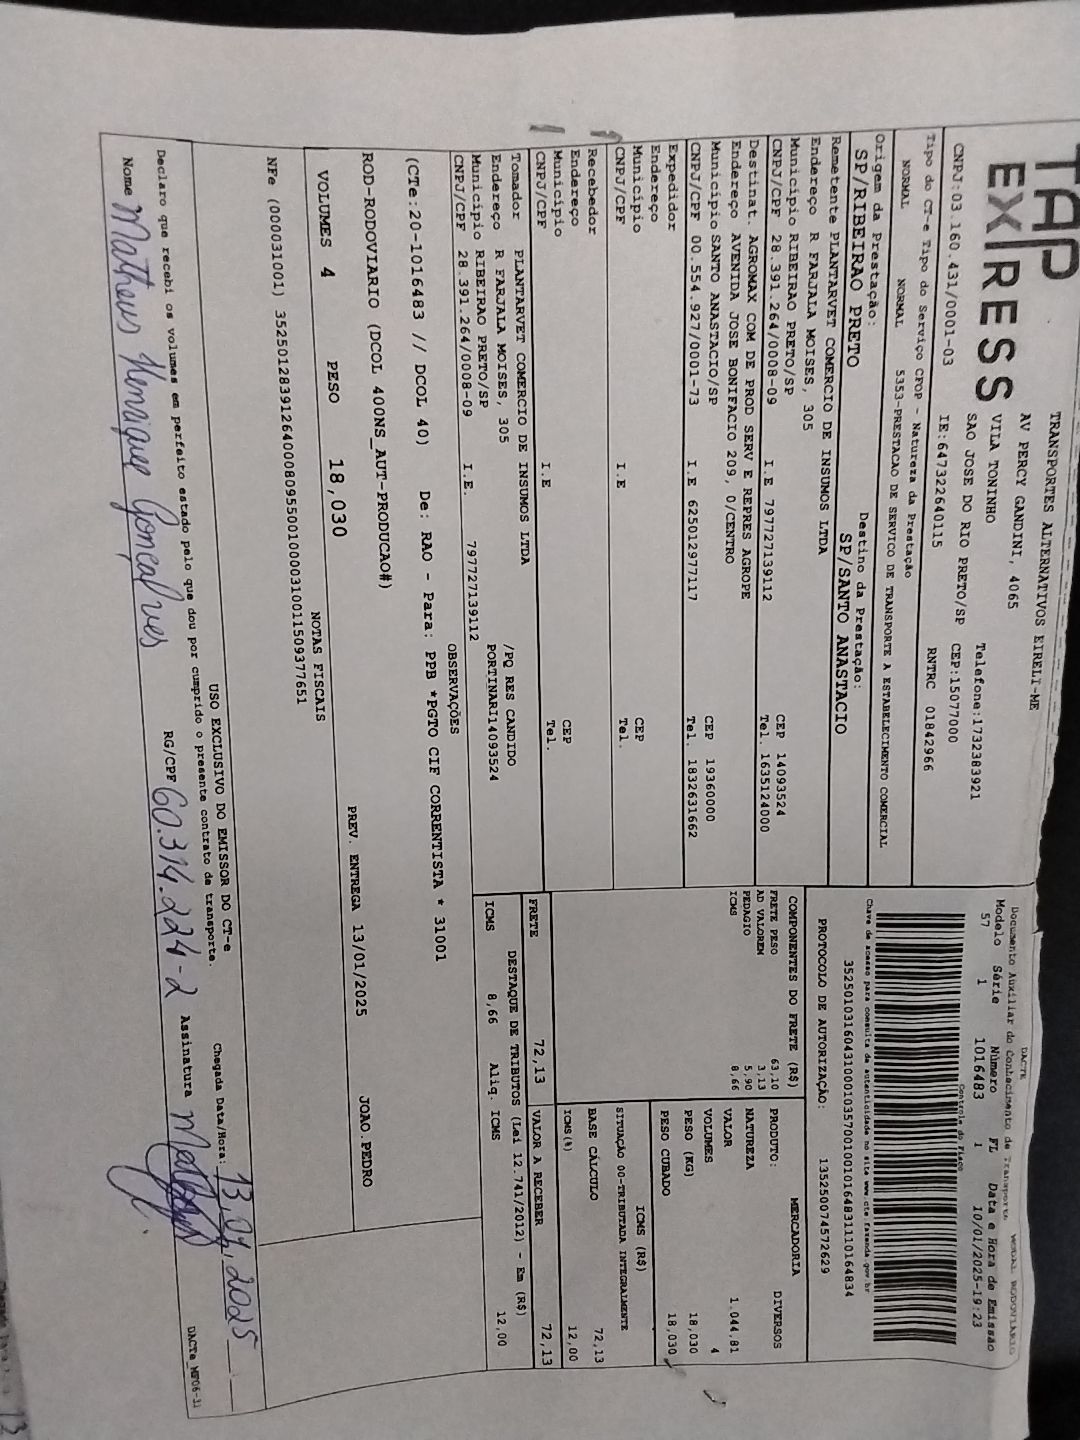 TAP
EXPRESS
TRANSPORTES ALTERNATIVOS EIRELI-ME
AV PERCY GANDINI, 4065
VILA TONINHO
SAO JOSE DO RIO PRETO/SP CEP:15077000
Telefone:1732383921
CNPJ:03.160.431/0001-03 IE:647322640115 RNTRC 01842966
Tipo do CT-e Tipo do Serviço CFOP - Natureza da Prestação
NORMAL NORMAL 5353-PRESTACAO DE SERVICO DE TRANSPORTE A ESTABELECIMENTO COMERCIAL
Origem da Prestação: Destino da Prestação:
SP/RIBEIRAO PRETO SP/SANTO ANASTACIO
Remetente PLANTARVET COMERCIO DE INSUMOS LTDA
Endereço R FARJALA MOISES, 305
Município RIBEIRAO PRETO/SP CEP 14093524
CNPJ/CPF 28.391.264/0008-09 I.E 797727139112 Tel. 1635124000
Destinat. AGROMAX COM DE PROD SERV E REPRES AGROPE
Endereço AVENIDA JOSE BONIFACIO 209, 0/CENTRO
Município SANTO ANASTACIO/SP CEP 19360000
CNPJ/CPF 00.554.927/0001-73 I.E 625012977117 Tel. 1832631662
Expedidor
Endereço
Município CEP
CNPJ/CPF I.E Tel.
Recebedor
Endereço
Município CEP
CNPJ/CPF I.E Tel.
Tomador PLANTARVET COMERCIO DE INSUMOS LTDA
Endereço R FARJALA MOISES, 305 /PQ RES CANDIDO
Município RIBEIRAO PRETO/SP PORTINARI14093524
CNPJ/CPF 28.391.264/0008-09 I.E. 797727139112
DACTE MODAL RODOVIARIO
Documento Auxiliar do Conhecimento de Transporte
Modelo Série Número FL Data e Hora de Emissão
57 1 1016483 1 10/01/2025-19:23
Controle do Fisco
Chave de acesso para consulta de autenticidade no site www.cte.fazenda.gov.br
35250103160431000103570010010164831110164834
PROTOCOLO DE AUTORIZAÇÃO: 135250074572629
COMPONENTES DO FRETE (R$)
FRETE PESO 63,10
AD VALOREM 3,13
PEDAGIO 5,90
ICMS 8,66
MERCADORIA
PRODUTO: DIVERSOS
NATUREZA
VALOR 1.044,81
VOLUMES 4
PESO (KG) 18,030
PESO CUBADO 18,030
ICMS (R$)
SITUAÇÃO 00-TRIBUTADA INTEGRALMENTE
BASE CÁLCULO 72,13
ICMS(%) 12,00
FRETE 72,13 VALOR A RECEBER 72,13
DESTAQUE DE TRIBUTOS (Lei 12.741/2012) - Em (R$)
ICMS 8,66 Aliq. ICMS 12,00
OBSERVAÇÕES
(CTe:20-1016483 // DCOL 40) De: RAO - Para: PPB *PGTO CIF CORRENTISTA * 31001
ROD-RODOVIARIO (DCOL 400NS_AUT-PRODUCAO#)
VOLUMES 4 PESO 18,030 PREV. ENTREGA 13/01/2025 JOAO.PEDRO
NOTAS FISCAIS
NFe (000031001) 35250128391264000809550010000310011509377651
USO EXCLUSIVO DO EMISSOR DO CT-e
Declaro que recebi os volumes em perfeito estado pelo que dou por cumprido o presente contrato de transporte.
Chegada Data/Hora: 13,01,2025
Nome Matheus Henrique Gonçalves RG/CPF 60.314.224-2 Assinatura
DACTe_MP06-31